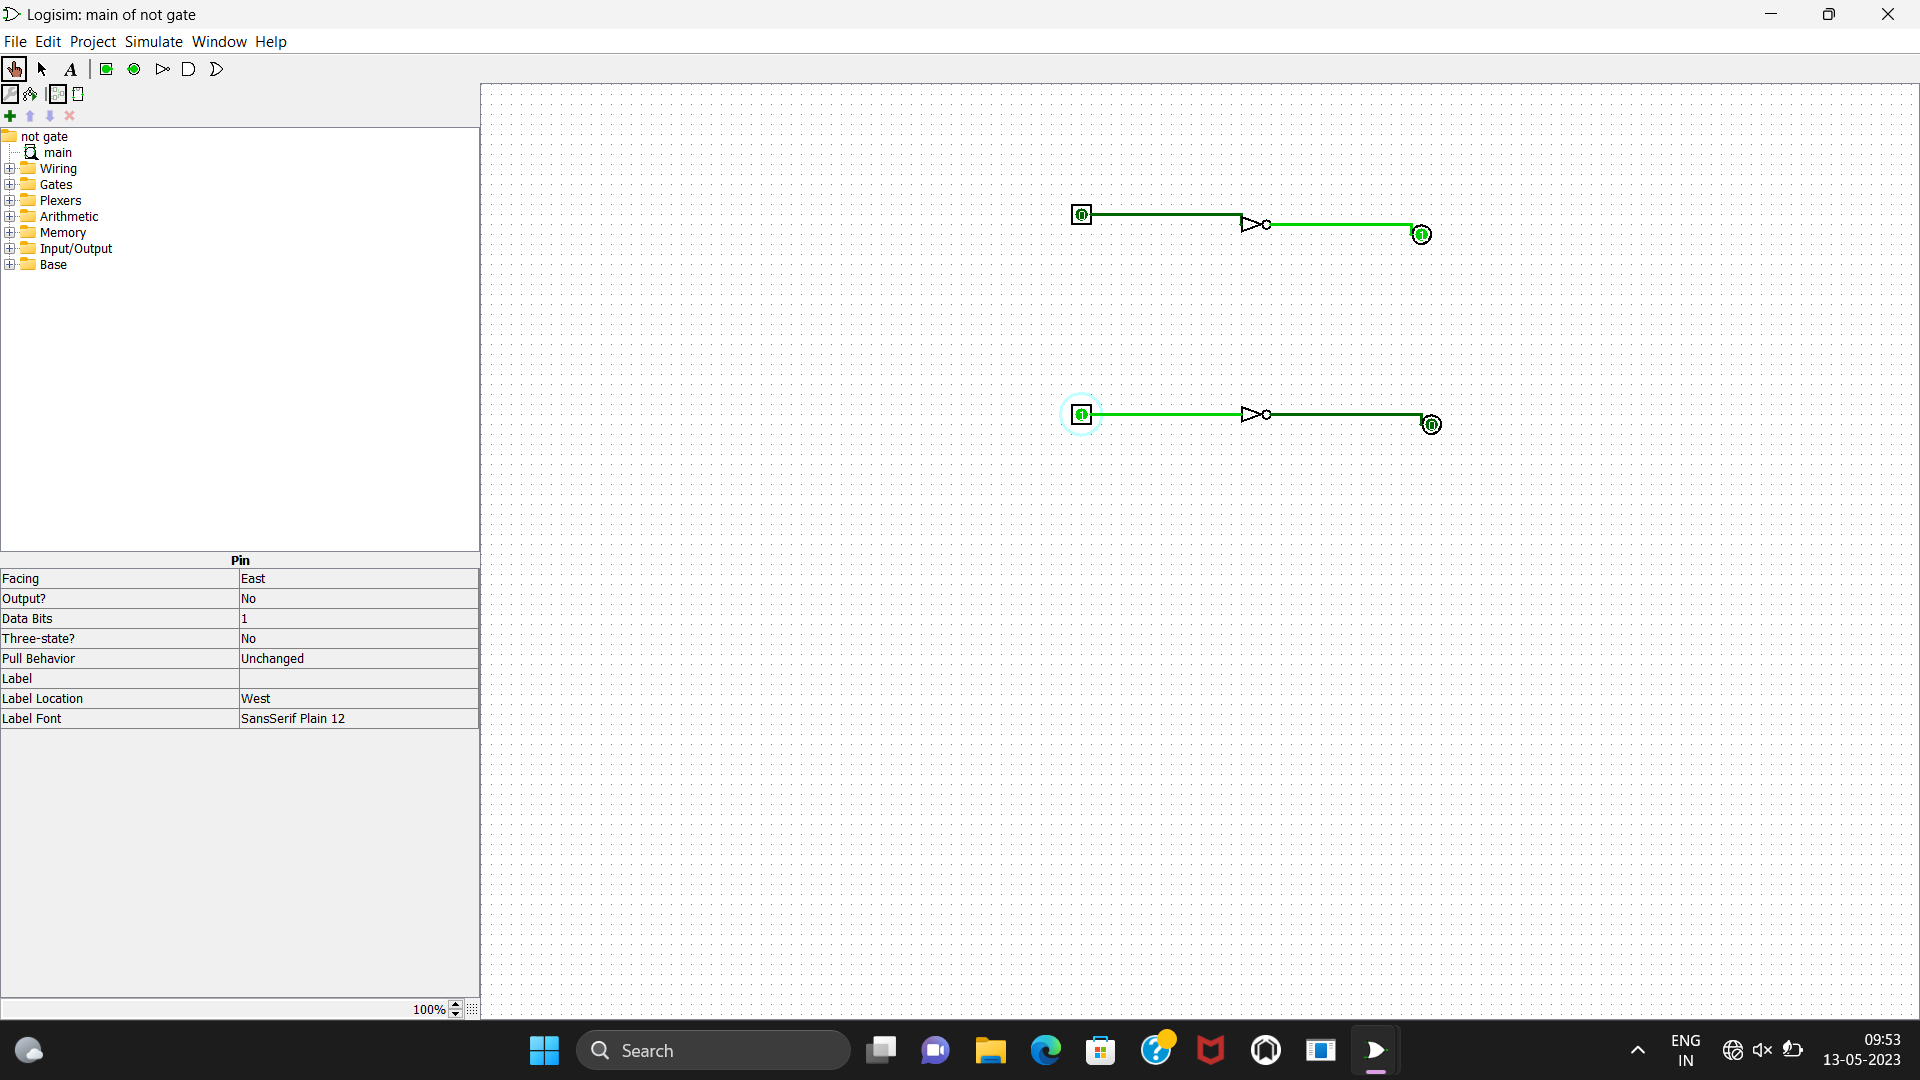 Logisim: main of not gate
File Edit Project Simulate Window Help
A
not gate
main
Wiring
Gates
Plexers
Arithmetic
Memory
Input/Output
Base
0
1
1
0
Pin
Facing East
Output? No
Data Bits 1
Three-state? No
Pull Behavior Unchanged
Label
Label Location West
Label Font SansSerif Plain 12
100%
Search
ENG
IN
09:53
13-05-2023